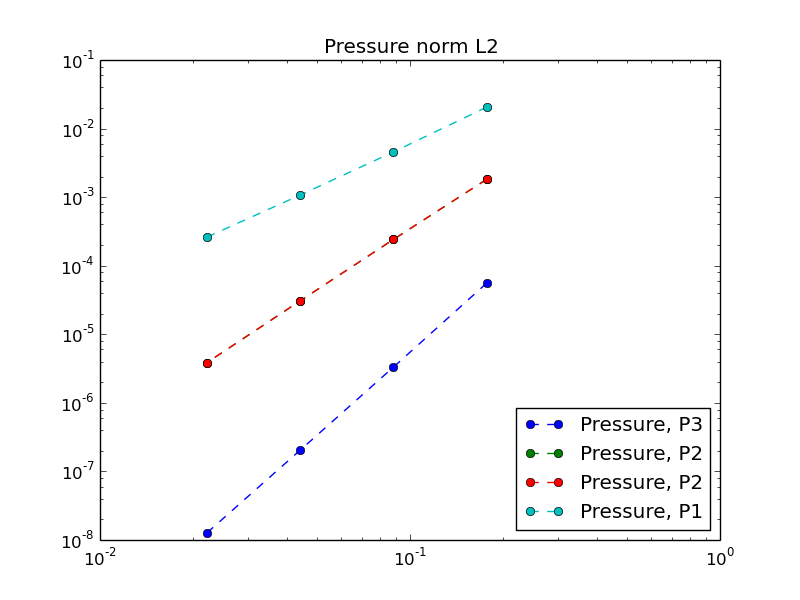 Pressure norm L2
10^-1
10^-2
10^-3
10^-4
10^-5
10^-6
10^-7
10^-8
Pressure, P3
Pressure, P2
Pressure, P2
Pressure, P1
10^-2
10^-1
10^0